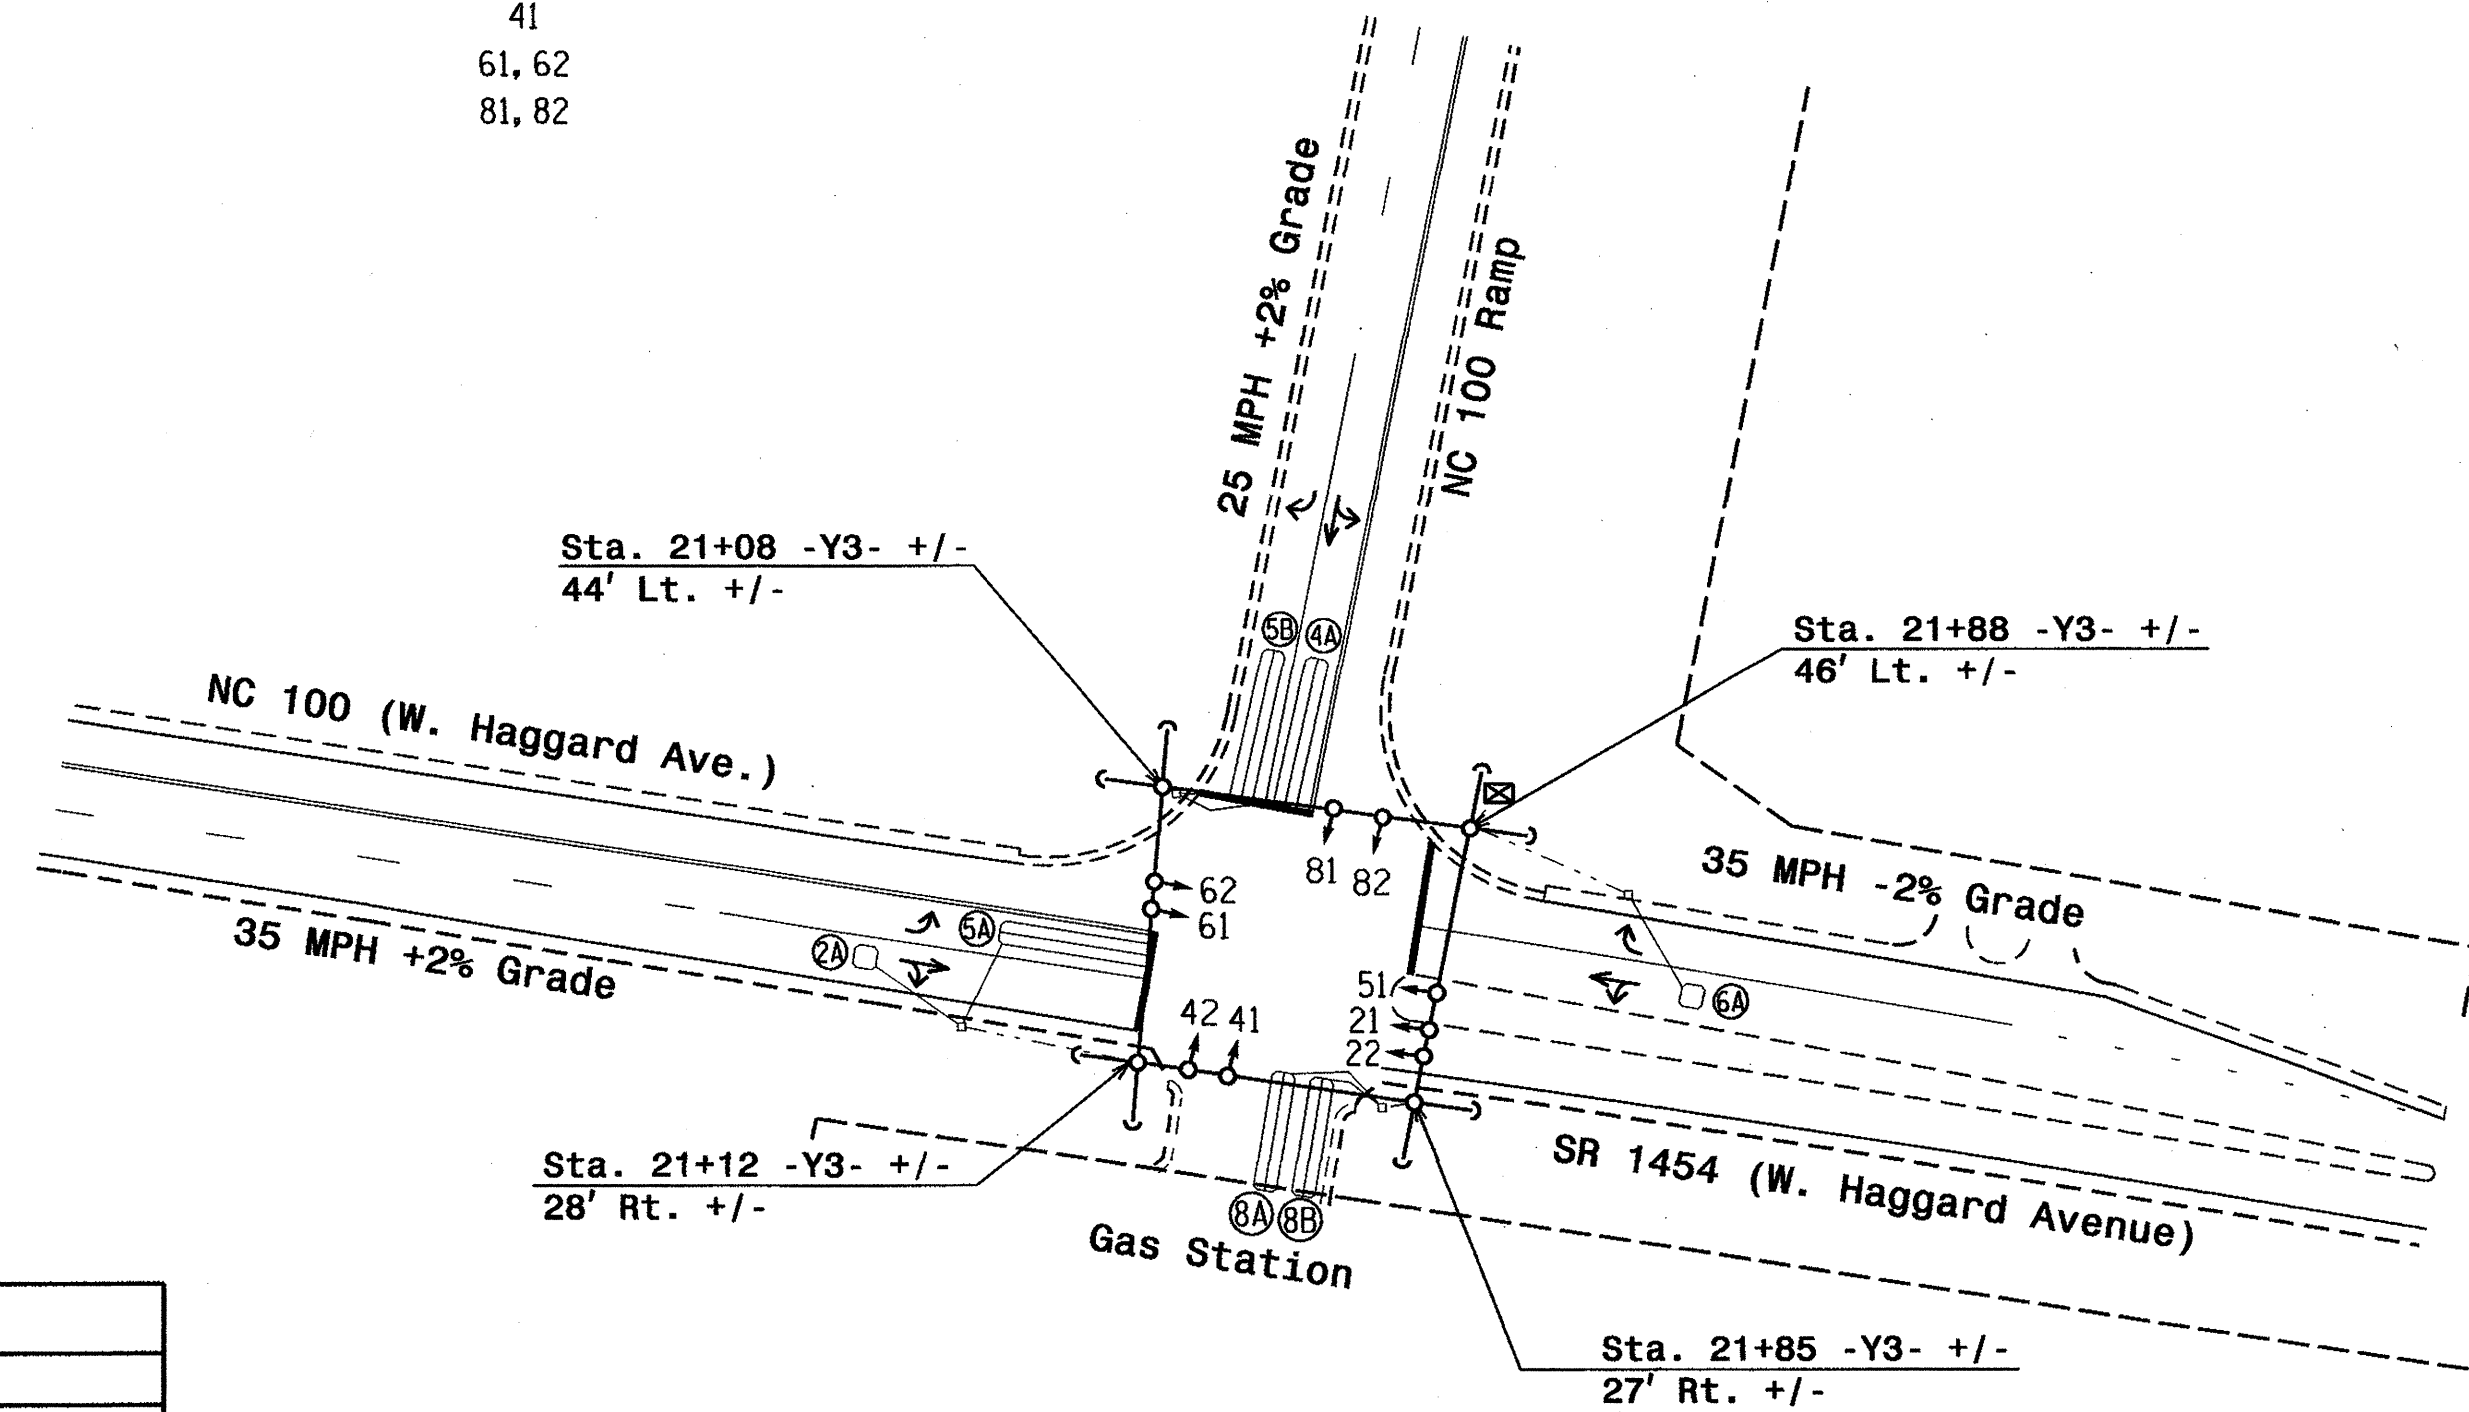 41
61, 62
81, 82
25 MPH +2% Grade
NC 100 Ramp
Sta. 21+08 -Y3- +/-
44' Lt. +/-
Sta. 21+88 -Y3- +/-
46' Lt. +/-
5B
4A
NC 100 (W. Haggard Ave.)
35 MPH -2% Grade
81
82
62
61
5A
2A
35 MPH +2% Grade
51
6A
42
41
21
22
Sta. 21+12 -Y3- +/-
28' Rt. +/-
SR 1454 (W. Haggard Avenue)
8A
8B
Gas Station
Sta. 21+85 -Y3- +/-
27' Rt. +/-